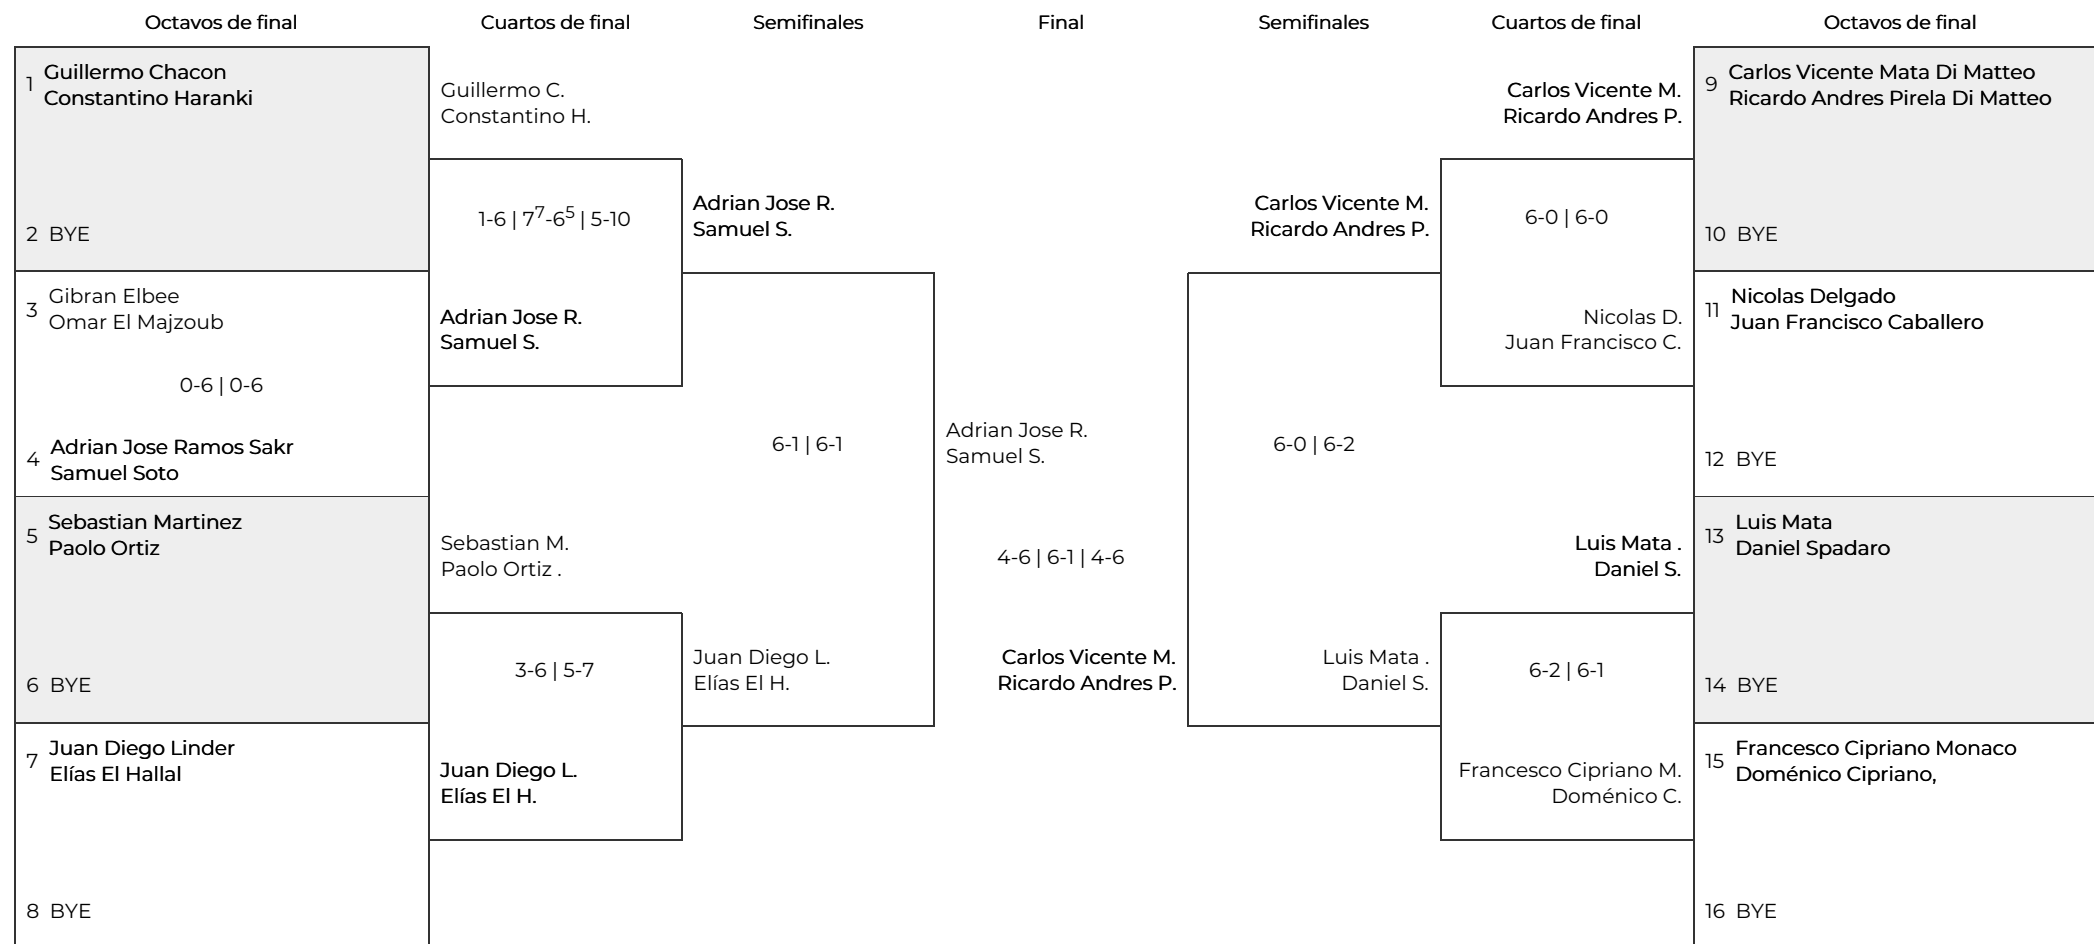 Octavos de final
Cuartos de final
Semifinales
Final
Semifinales
Cuartos de final
Octavos de final
1
Guillermo Chacon
Constantino Haranki
2 BYE
3
Gibran Elbee
Omar El Majzoub
0-6 | 0-6
4
Adrian Jose Ramos Sakr
Samuel Soto
5
Sebastian Martinez
Paolo Ortiz
6 BYE
7
Juan Diego Linder
Elías El Hallal
8 BYE
Guillermo C.
Constantino H.
1-6 | 7⁷-6⁵ | 5-10
Adrian Jose R.
Samuel S.
Sebastian M.
Paolo Ortiz .
3-6 | 5-7
Juan Diego L.
Elías El H.
Adrian Jose R.
Samuel S.
6-1 | 6-1
Juan Diego L.
Elías El H.
Adrian Jose R.
Samuel S.
4-6 | 6-1 | 4-6
Carlos Vicente M.
Ricardo Andres P.
Carlos Vicente M.
Ricardo Andres P.
6-0 | 6-2
Luis Mata .
Daniel S.
Carlos Vicente M.
Ricardo Andres P.
6-0 | 6-0
Nicolas D.
Juan Francisco C.
Luis Mata .
Daniel S.
6-2 | 6-1
Francesco Cipriano M.
Doménico C.
9
Carlos Vicente Mata Di Matteo
Ricardo Andres Pirela Di Matteo
10 BYE
11
Nicolas Delgado
Juan Francisco Caballero
12 BYE
13
Luis Mata
Daniel Spadaro
14 BYE
15
Francesco Cipriano Monaco
Doménico Cipriano,
16 BYE